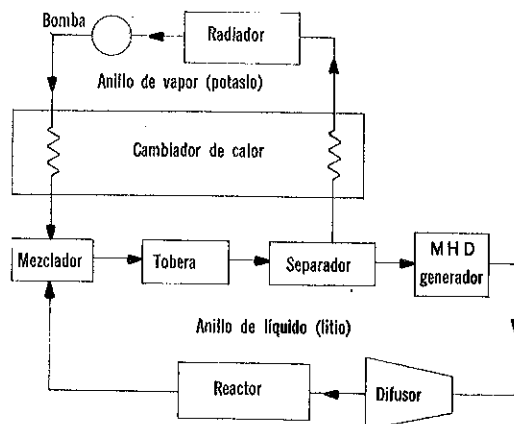 Bomba
Radiador
Anillo de vapor (potasio)
Cambiador de calor
Mezclador
Tobera
Separador
MHD
generador
Anillo de líquido (litio)
Reactor
Difusor